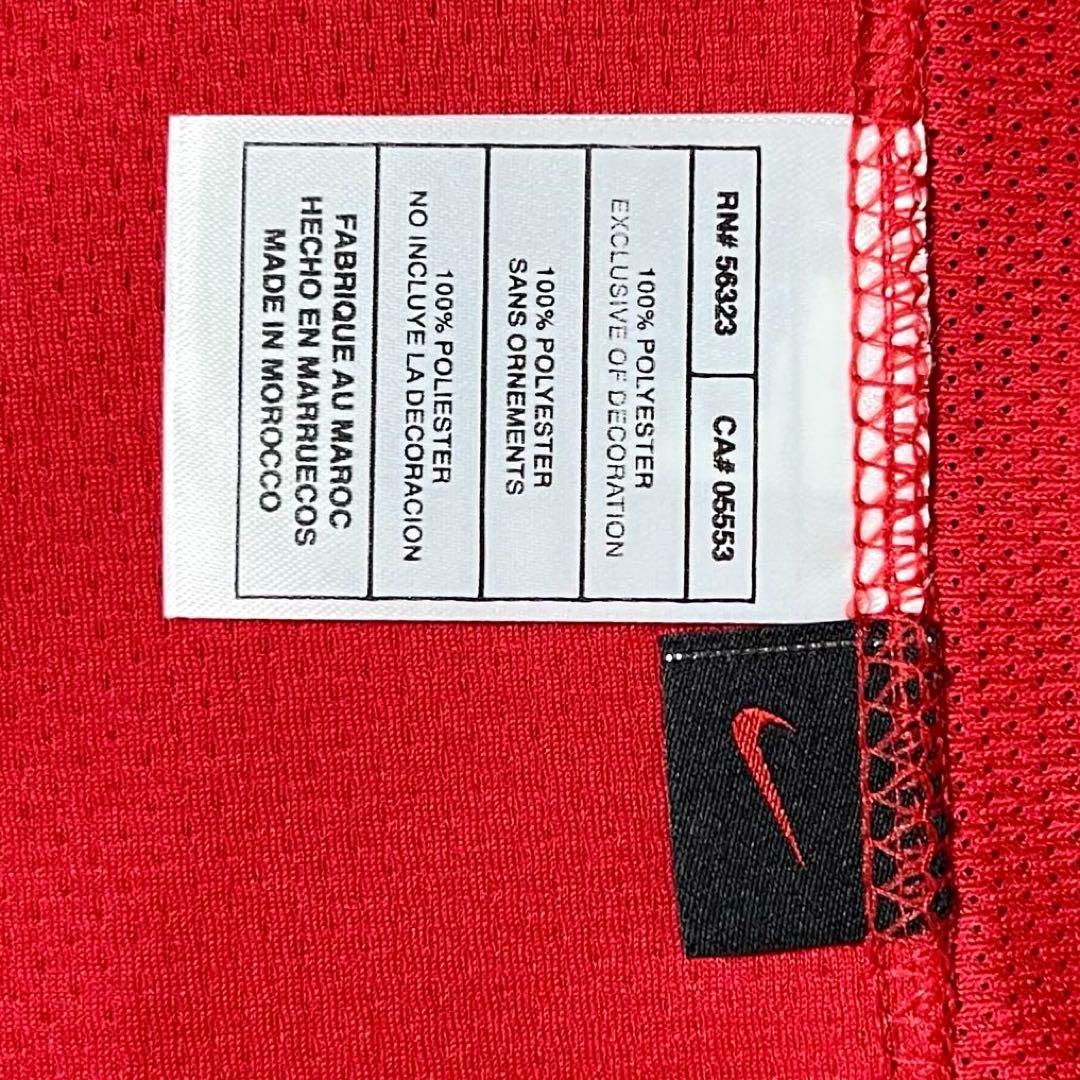 RN# 56323 CA# 05553
100% POLYESTER
EXCLUSIVE OF DECORATION
100% POLYESTER
SANS ORNEMENTS
100% POLIESTER
NO INCLUYE LA DECORACION
FABRIQUE AU MAROC
HECHO EN MARRUECOS
MADE IN MOROCCO